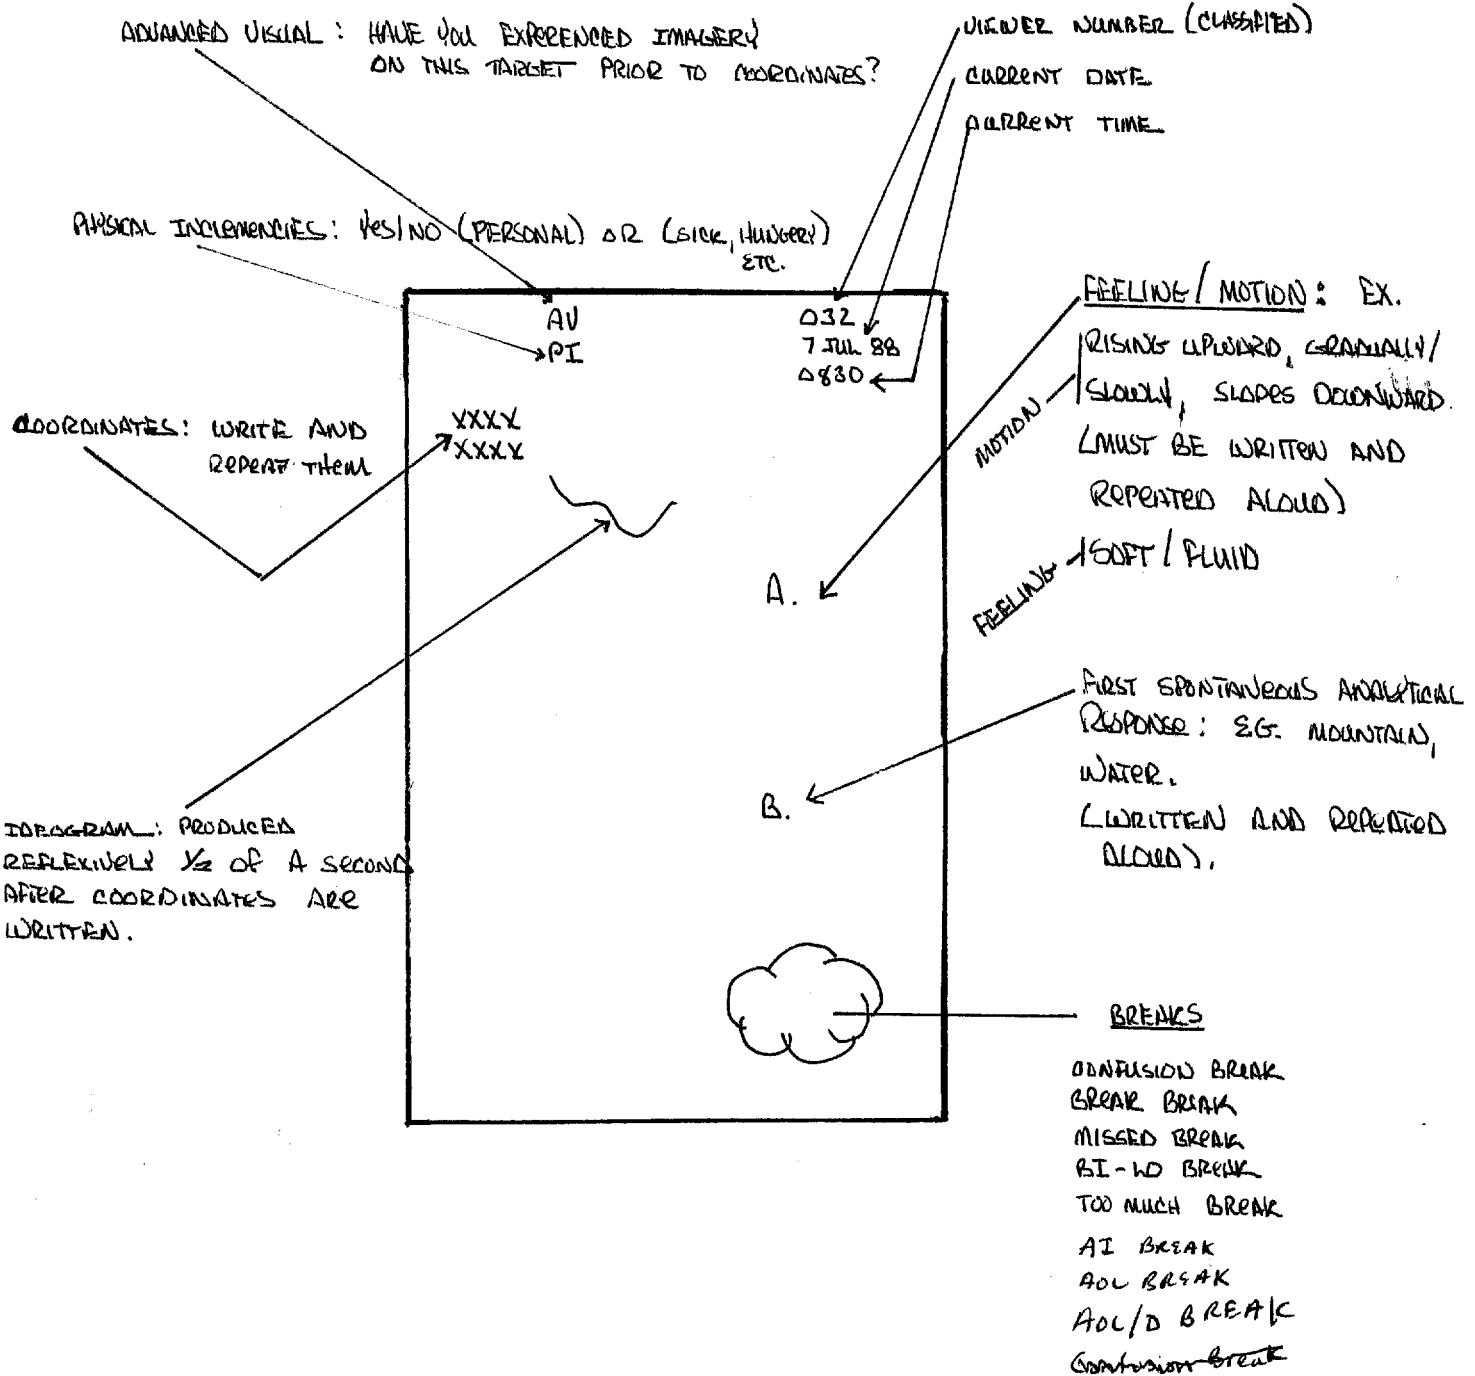 ADVANCED VISUAL: HAVE YOU EXPERENCED IMAGERY
ON THIS TARGET PRIOR TO COORDINATES?
VIEWER NUMBER (CLASSIFIED)
CURRENT DATE
CURRENT TIME
PHYSICAL INCLEMENCIES: YES/NO (PERSONAL) OR (SICK, HUNGERY)
ETC.
AV
PI
032
7 JUL 88
0830
COORDINATES: WRITE AND
REPEAT THEM
XXXX
XXXX
FEELING/MOTION: EX.
MOTION
RISING UPWARD, GRADUALLY/
SLOWLY, SLOPES DOWNWARD.
(MUST BE WRITTEN AND
REPEATED ALOUD)
FEELING
SOFT/FLUID
A.
FIRST SPONTANEOUS ANALYTICAL
RESPONSE: EG. MOUNTAIN,
WATER.
(WRITTEN AND REPEATED
ALOUD).
B.
IDEOGRAM: PRODUCED
REFLEXIVELY 1/2 OF A SECOND
AFTER COORDINATES ARE
WRITTEN.
BREAKS
CONFUSION BREAK
BREAK BREAK
MISSED BREAK
BI-LO BREAK
TOO MUCH BREAK
AI BREAK
AOL BREAK
AOL/D BREAK
Confusion Break